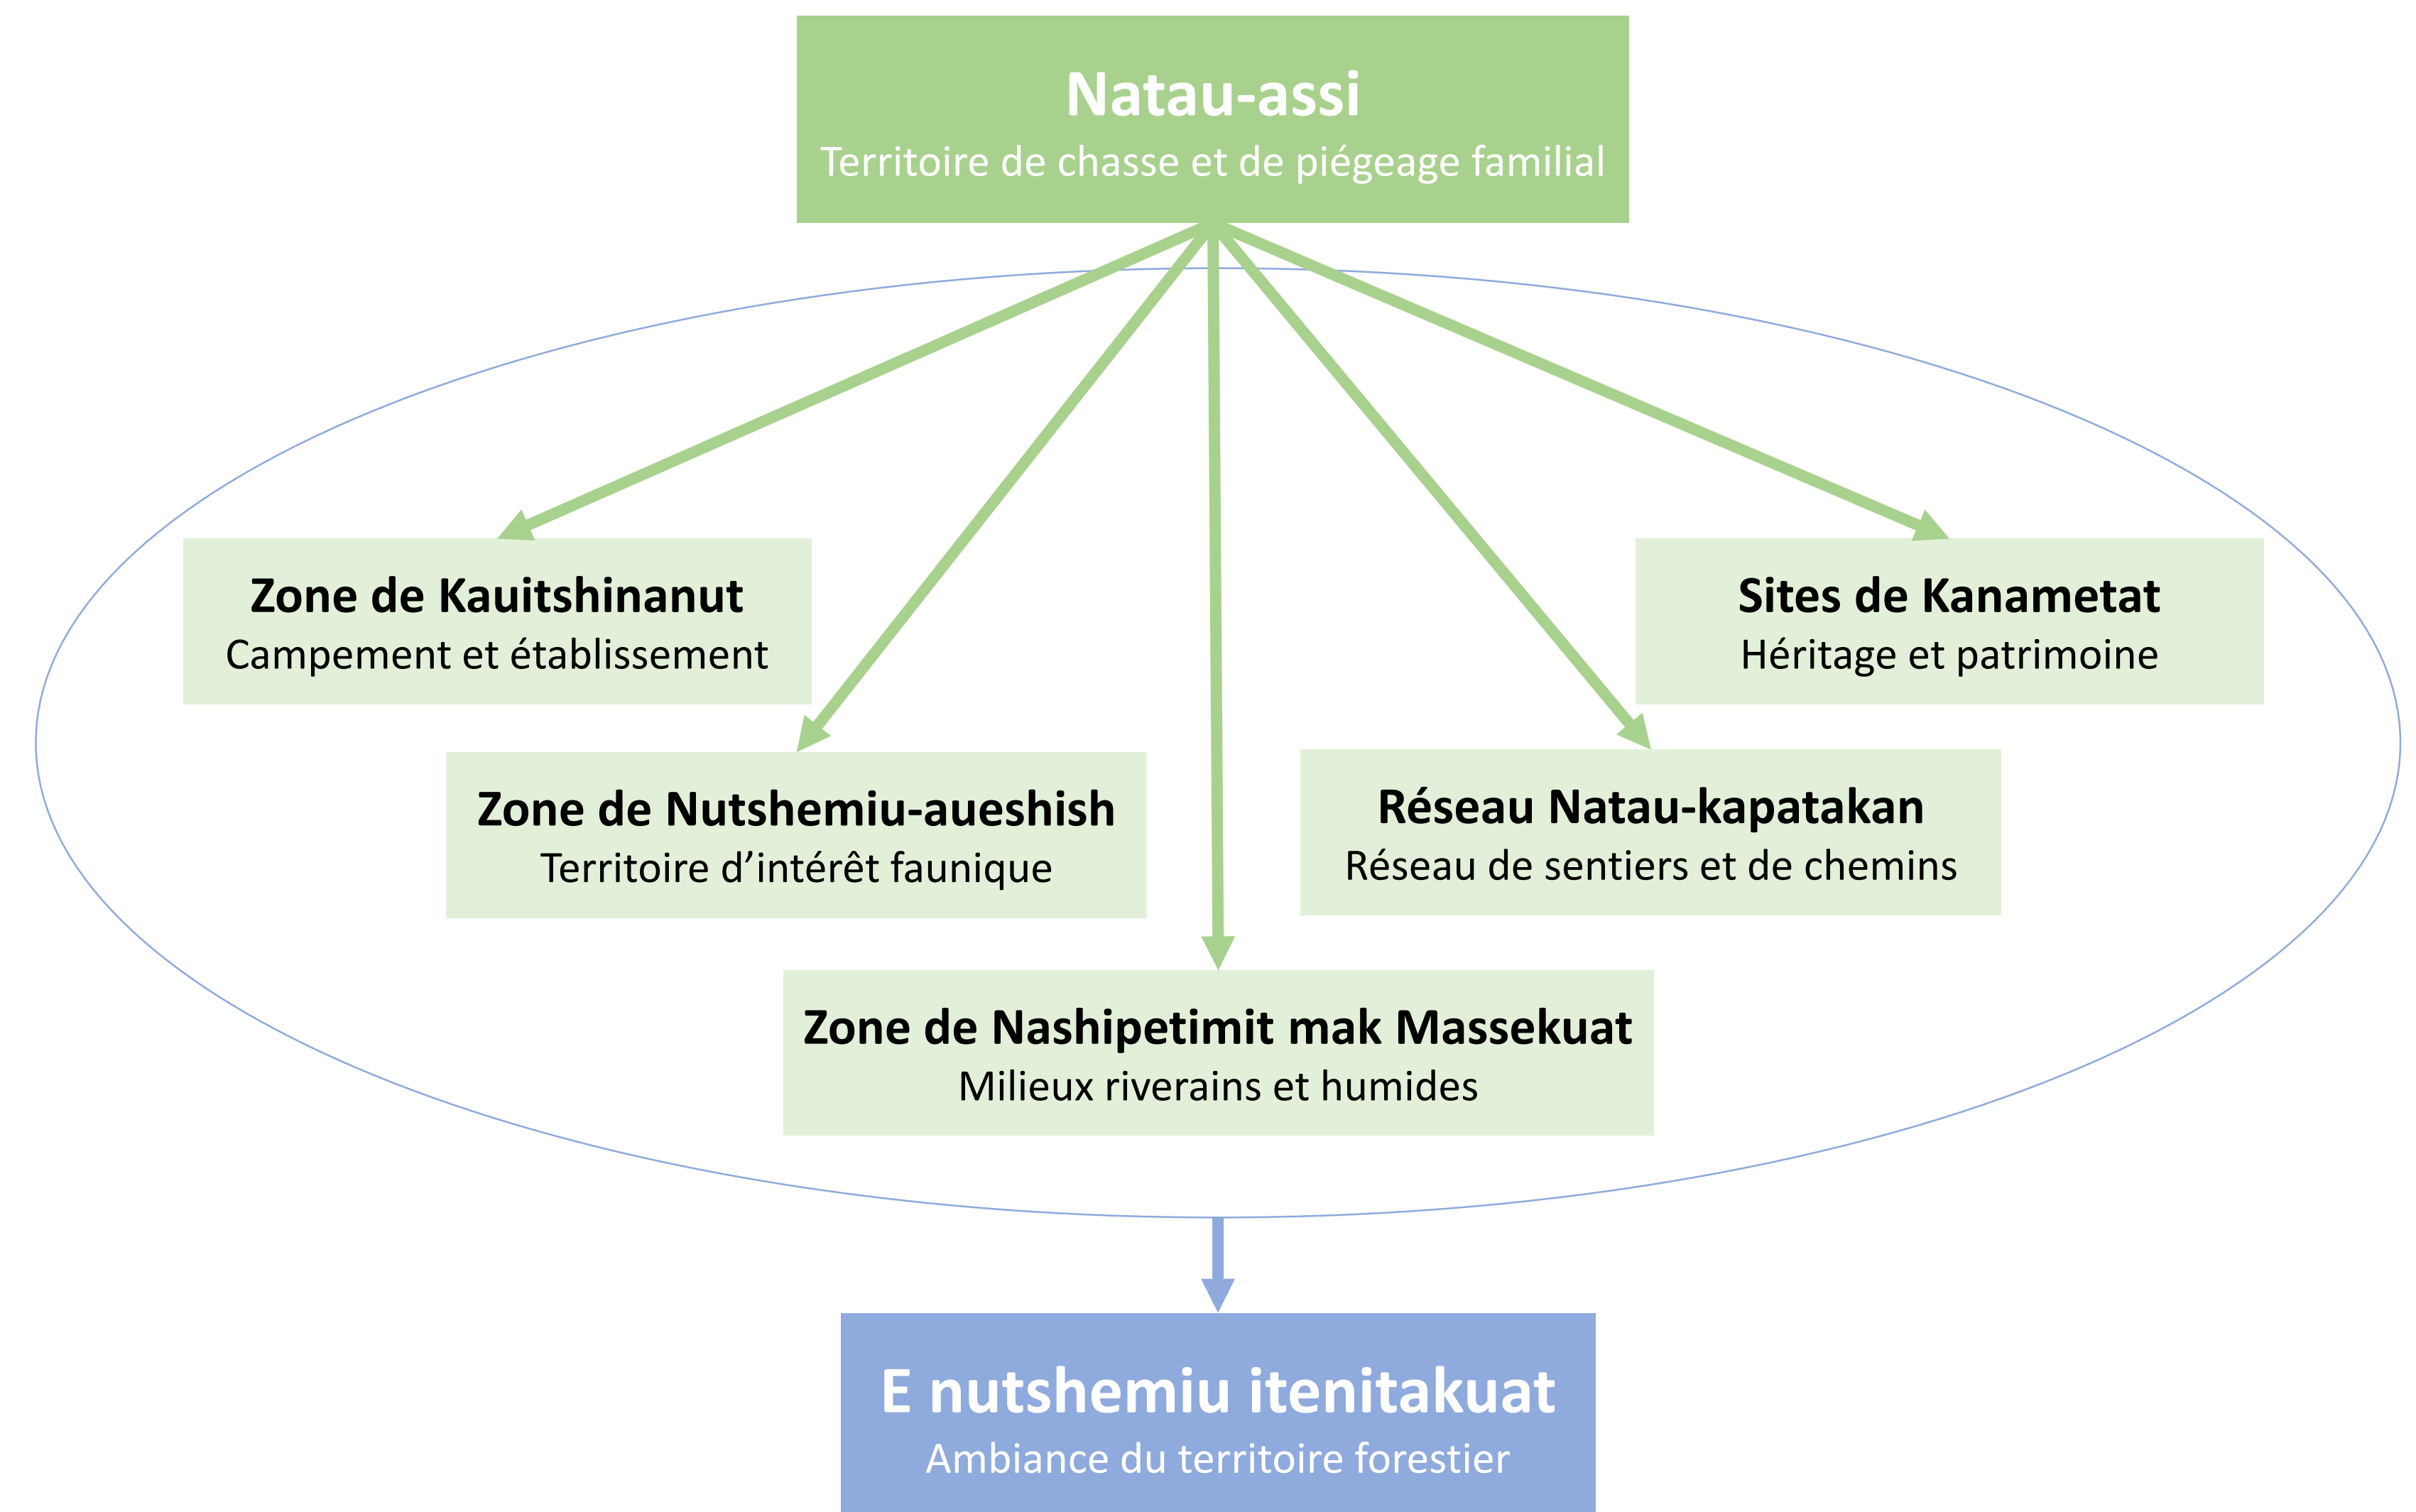 Natau-assi
Territoire de chasse et de piégeage familial
Zone de Kauitshinanut
Campement et établissement
Sites de Kanametat
Héritage et patrimoine
Zone de Nutshemiu-aueshish
Territoire d’intérêt faunique
Réseau Natau-kapatakan
Réseau de sentiers et de chemins
Zone de Nashipetimit mak Massekuat
Milieux riverains et humides
E nutshemiu itenitakuat
Ambiance du territoire forestier